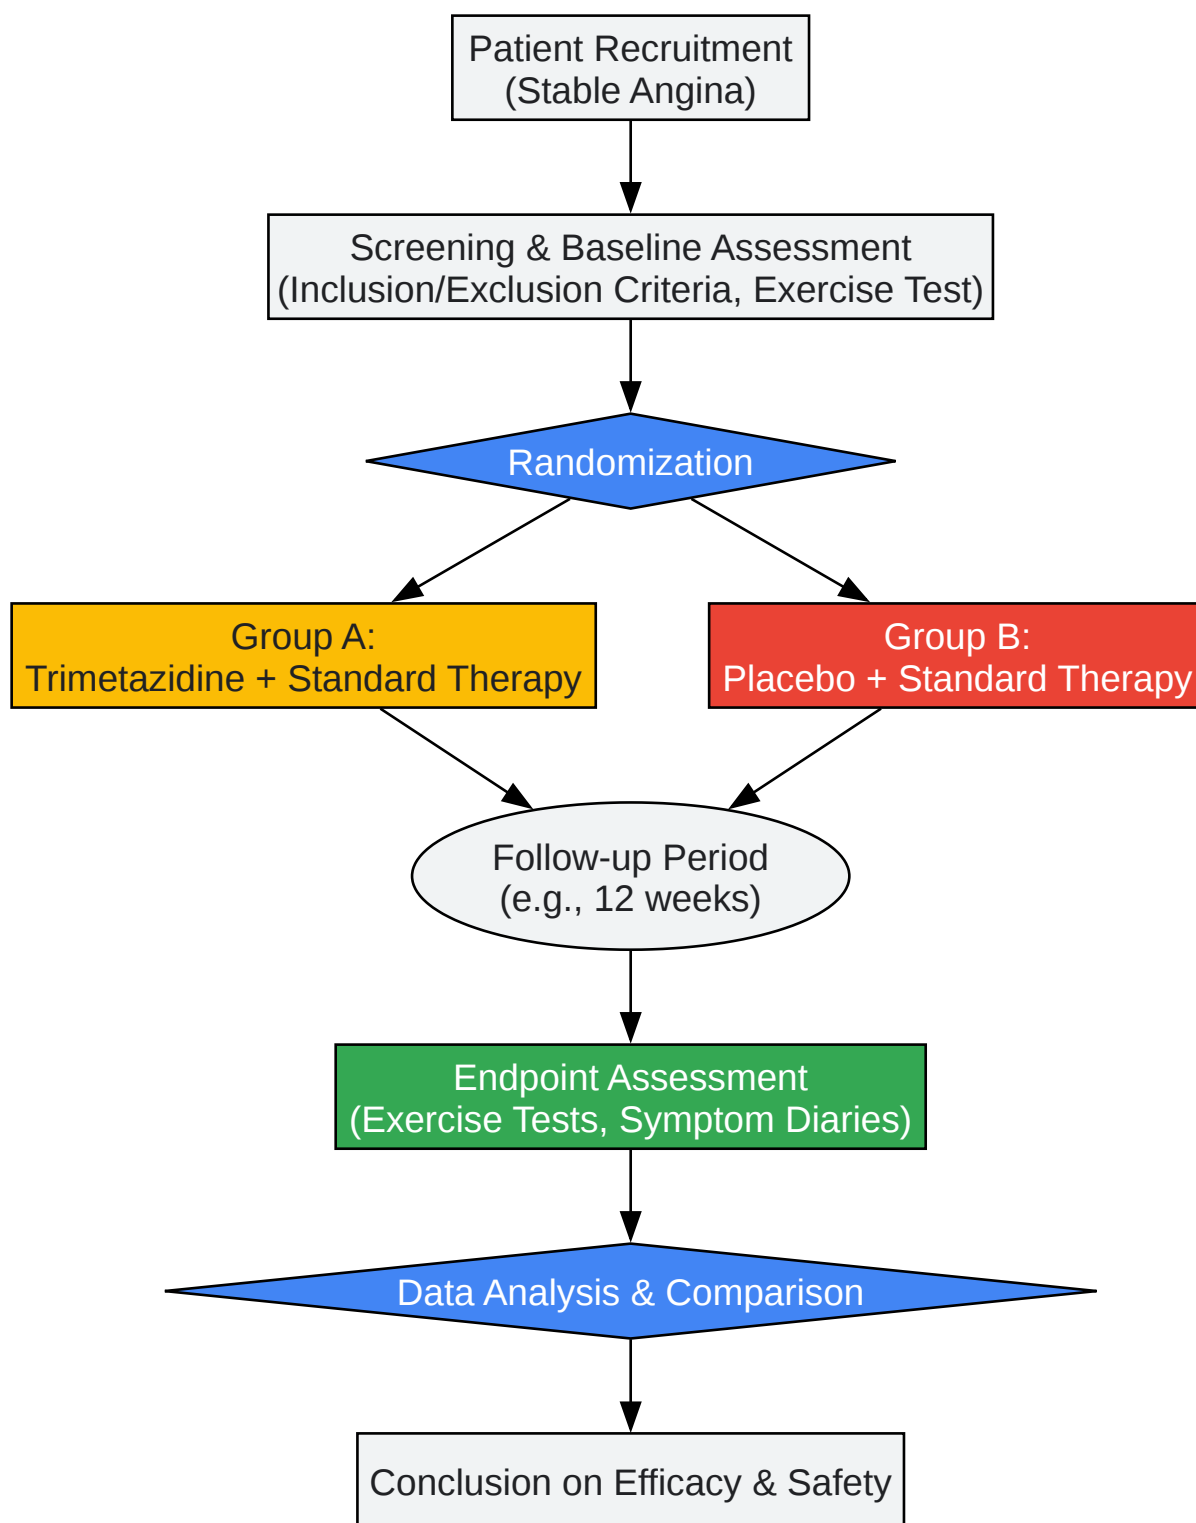 Patient Recruitment
(Stable Angina)
Screening & Baseline Assessment
(Inclusion/Exclusion Criteria, Exercise Test)
Randomization
Group A:
Trimetazidine + Standard Therapy
Group B:
Placebo + Standard Therapy
Follow-up Period
(e.g., 12 weeks)
Endpoint Assessment
(Exercise Tests, Symptom Diaries)
Data Analysis & Comparison
Conclusion on Efficacy & Safety